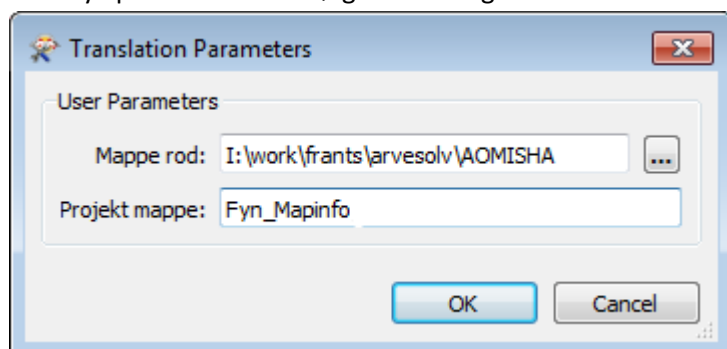 Translation Parameters
User Parameters
Mappe rod: I:\work\frants\arvesolv\AOMISHA ...
Projekt mappe: Fyn_Mapinfo
OK Cancel